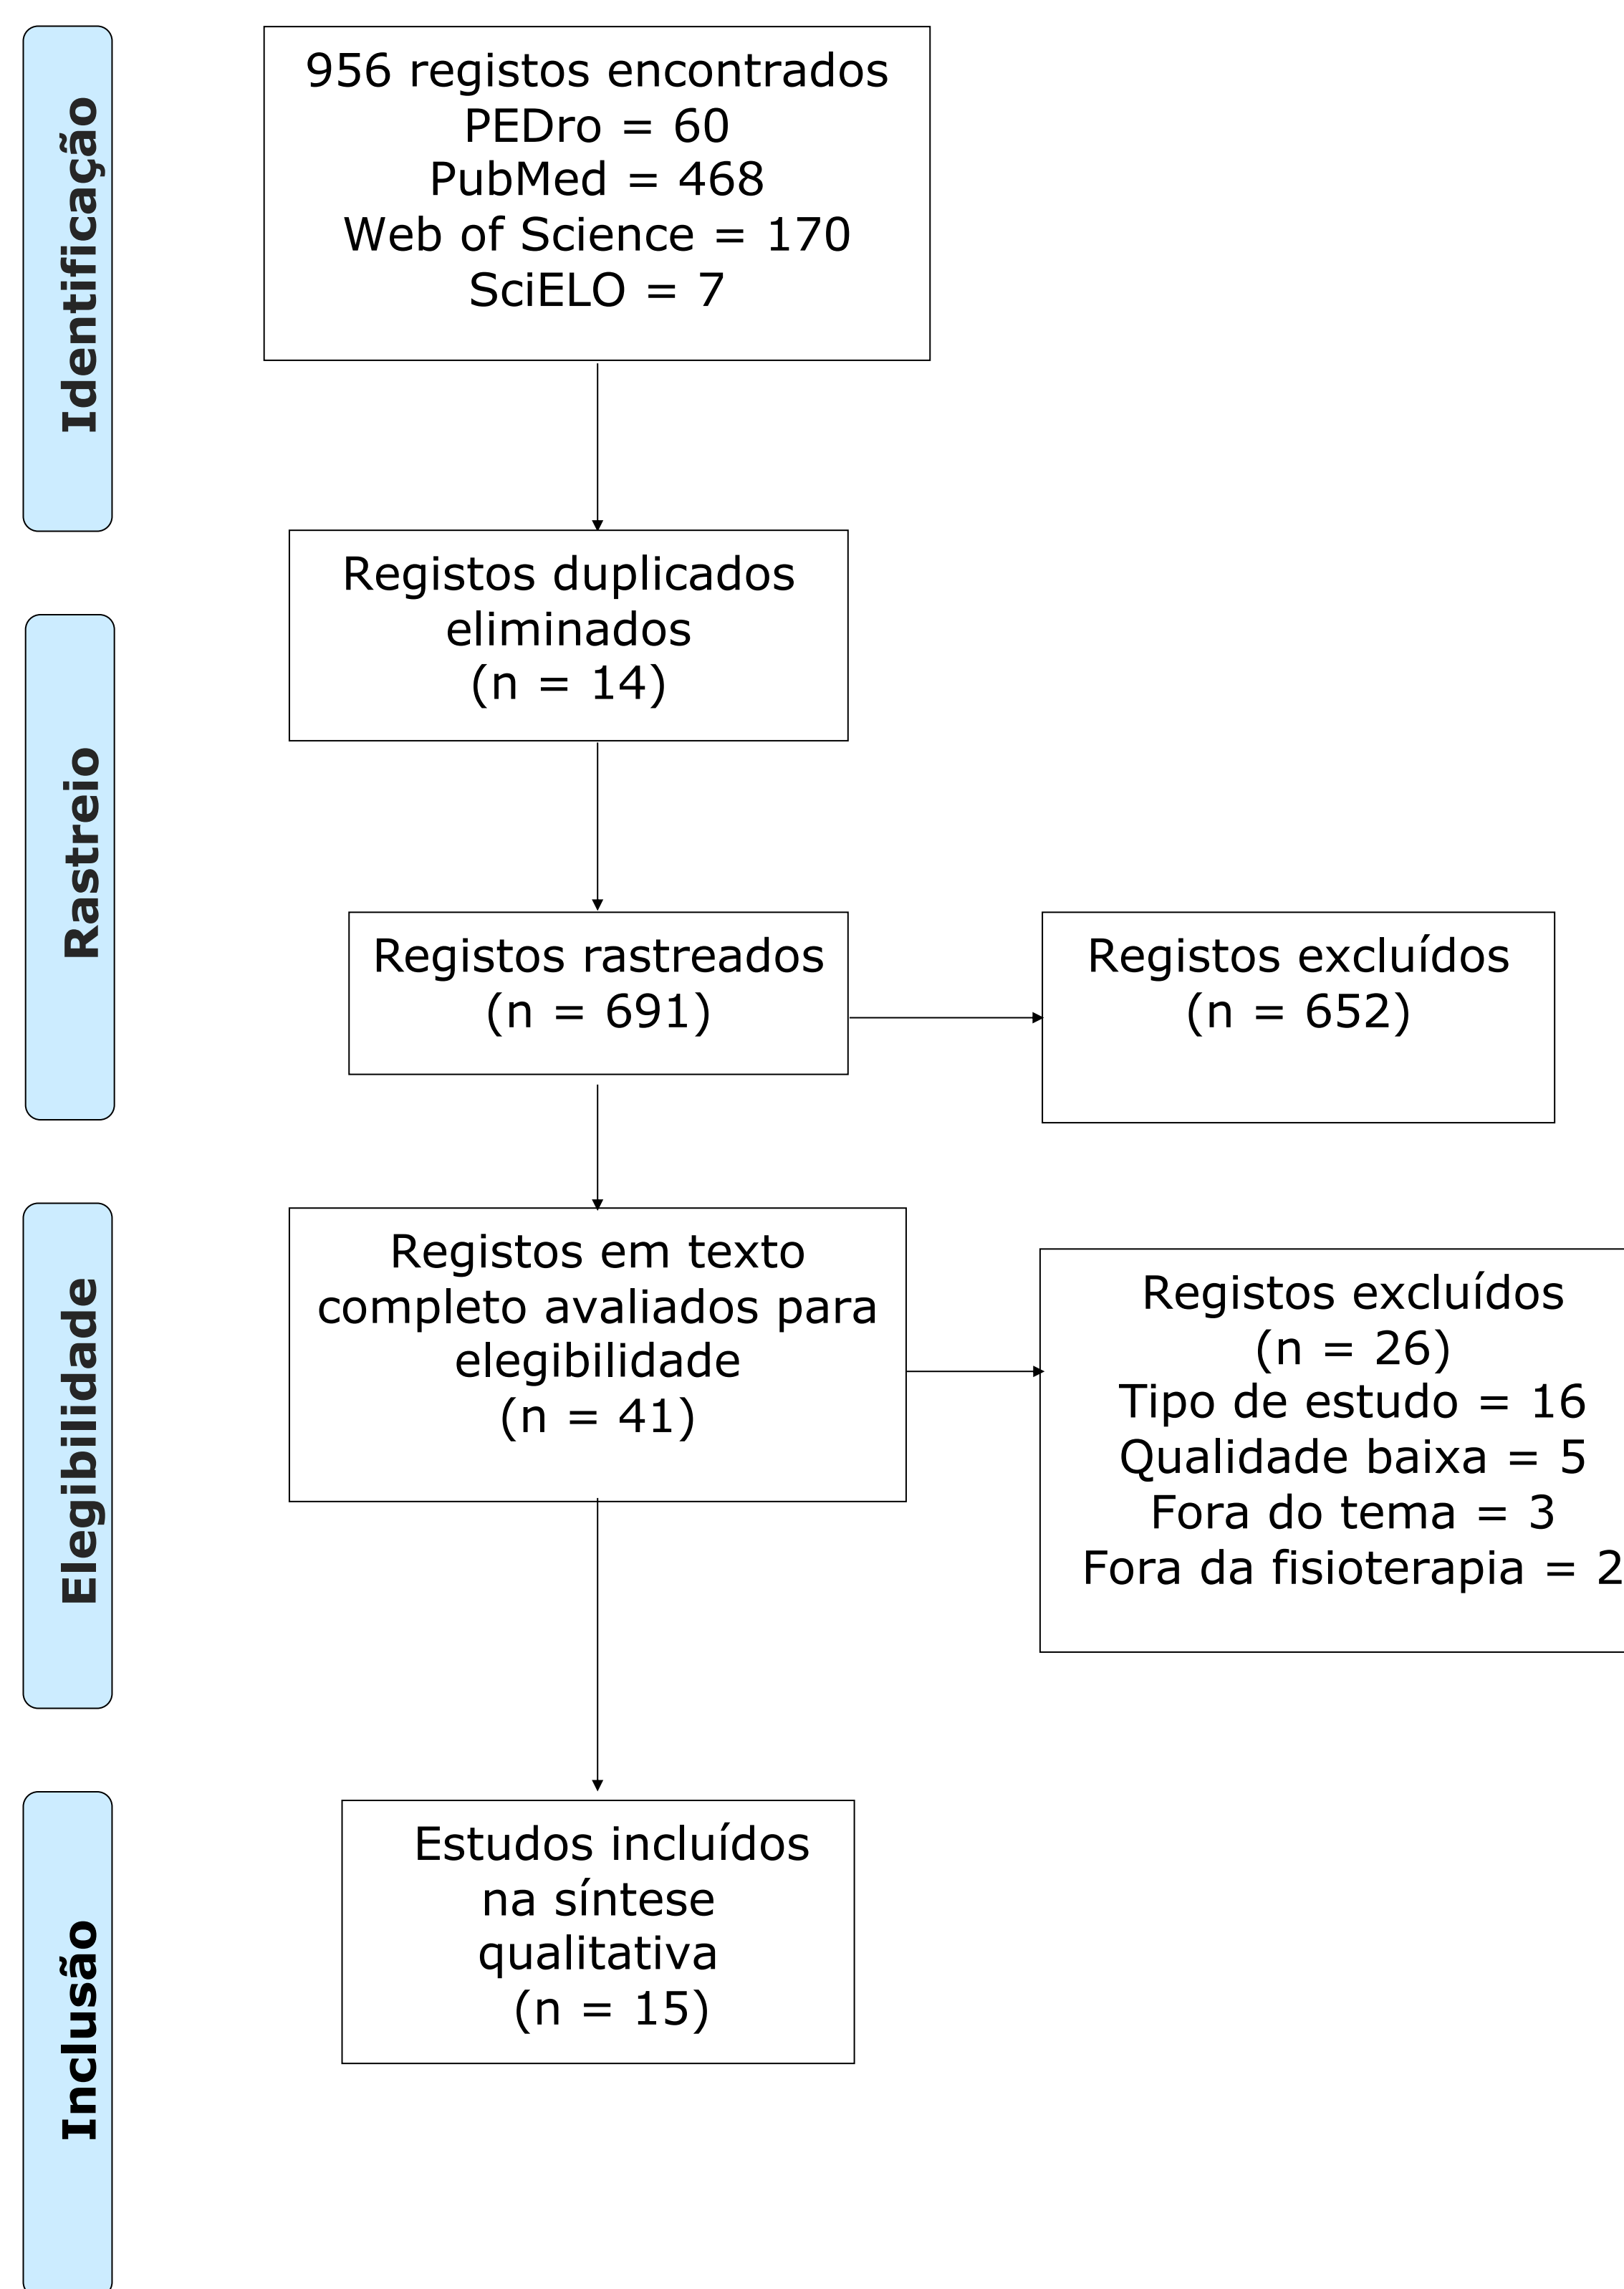 Identificação
956 registos encontrados
PEDro = 60
PubMed = 468
Web of Science = 170
SciELO = 7
Registos duplicados
eliminados
(n = 14)
Rastreio
Registos rastreados
(n = 691)
Registos excluídos
(n = 652)
Elegibilidade
Registos em texto
completo avaliados para
elegibilidade
(n = 41)
Registos excluídos
(n = 26)
Tipo de estudo = 16
Qualidade baixa = 5
Fora do tema = 3
Fora da fisioterapia = 2
Inclusão
Estudos incluídos
na síntese
qualitativa
(n = 15)